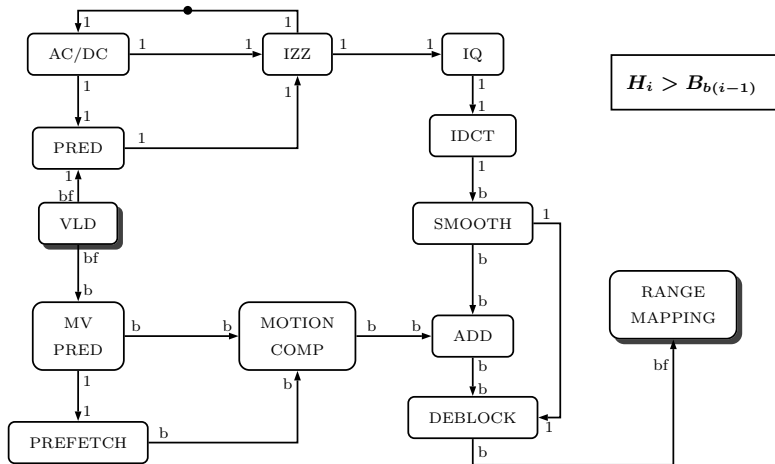 1 1
AC/DC 1 1 IZZ 1 1 IQ
1 1 1
H_i > B_{b(i−1)}
1 1
PRED 1 IDCT
1 1
bf b
VLD SMOOTH 1
bf b
b b
MV PRED b b MOTION COMP b b ADD
RANGE MAPPING
1 b b bf
1 b
PREFETCH b DEBLOCK 1
b